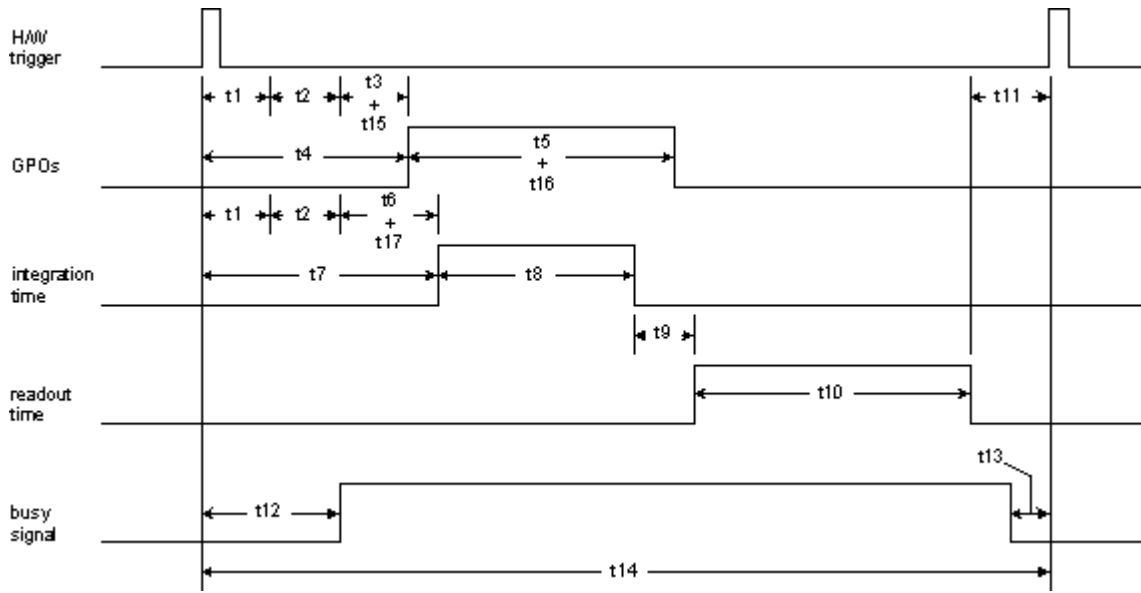 H/W
trigger
t1
t2
t3
+
t15
t11
GPOs
t4
t5
+
t16
t1
t2
t6
+
t17
integration
time
t7
t8
t9
readout
time
t10
t13
busy
signal
t12
t14